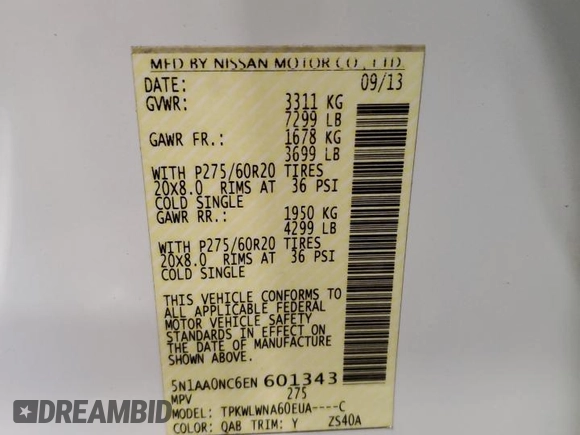 MFD BY NISSAN MOTOR CO., LTD.
DATE: 09/13
GVWR: 3311 KG
7299 LB
GAWR FR.: 1678 KG
3699 LB
WITH P275/60R20 TIRES
20X8.0 RIMS AT 36 PSI
COLD SINGLE
GAWR RR.: 1950 KG
4299 LB
WITH P275/60R20 TIRES
20X8.0 RIMS AT 36 PSI
COLD SINGLE
THIS VEHICLE CONFORMS TO
ALL APPLICABLE FEDERAL
MOTOR VEHICLE SAFETY
STANDARDS IN EFFECT ON
THE DATE OF MANUFACTURE
SHOWN ABOVE.
5N1AA0NC6EN 601343
MPV 275
MODEL: TPKWLWNA60EUA----C
COLOR: QAB TRIM: Y ZS40A
DREAMBID